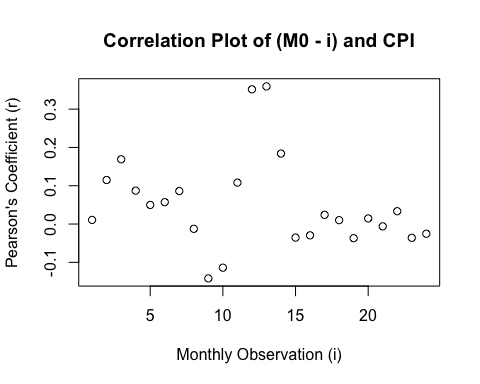 Correlation Plot of (M0 - i) and CPI
Pearson's Coefficient (r)
0.3
0.2
0.1
0.0
-0.1
5 10 15 20
Monthly Observation (i)